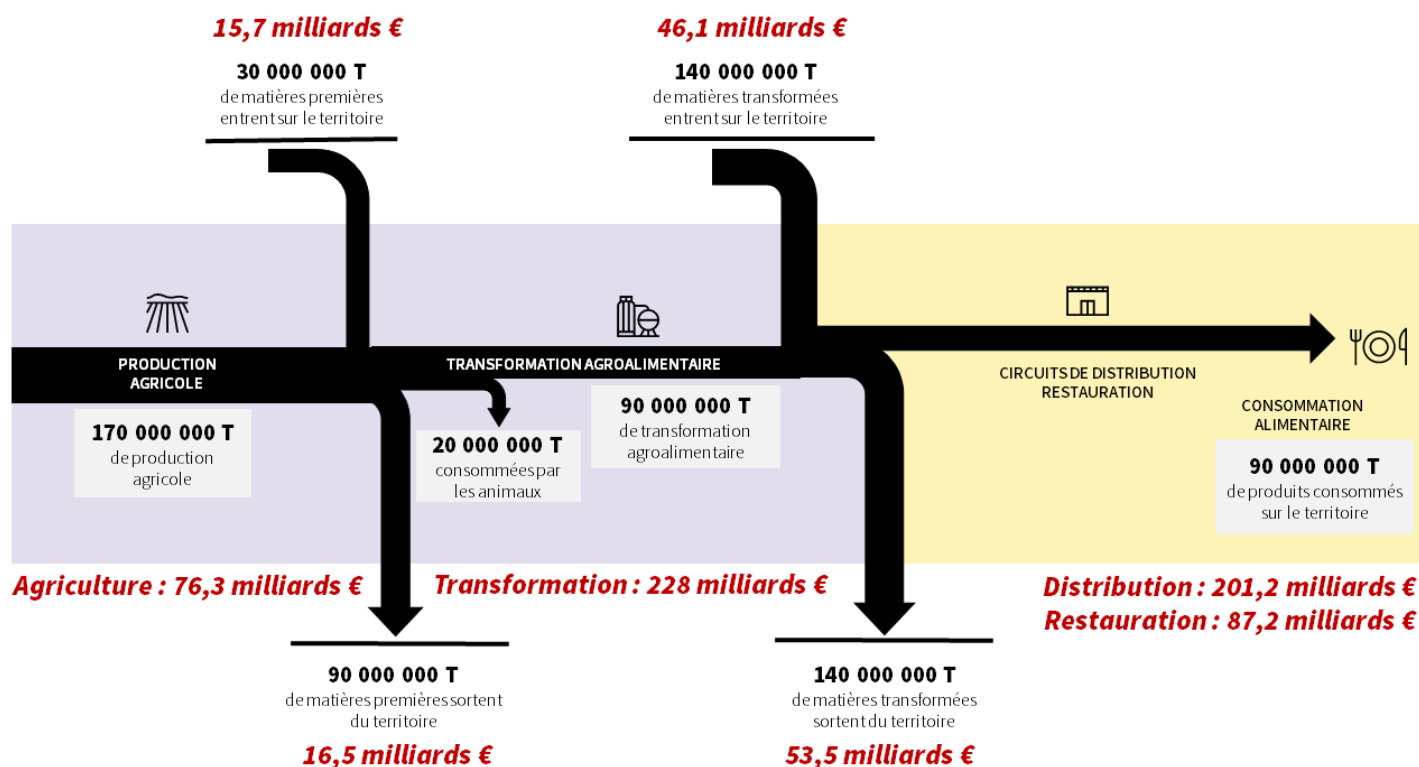 15,7 milliards €
30 000 000 T
de matières premières
entrent sur le territoire
46,1 milliards €
140 000 000 T
de matières transformées
entrent sur le territoire
PRODUCTION
AGRICOLE
170 000 000 T
de production
agricole
TRANSFORMATION AGROALIMENTAIRE
20 000 000 T
consommées par
les animaux
90 000 000 T
de transformation
agroalimentaire
CIRCUITS DE DISTRIBUTION
RESTAURATION
CONSOMMATION
ALIMENTAIRE
90 000 000 T
de produits consommés
sur le territoire
Agriculture : 76,3 milliards €
Transformation : 228 milliards €
Distribution : 201,2 milliards €
Restauration : 87,2 milliards €
90 000 000 T
de matières premières sortent
du territoire
16,5 milliards €
140 000 000 T
de matières transformées
sortent du territoire
53,5 milliards €